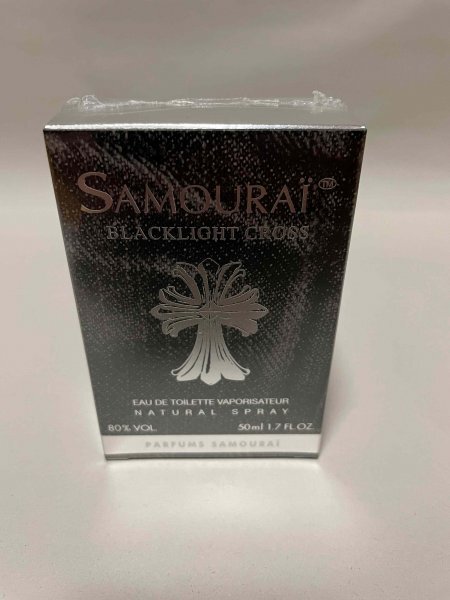 SAMOURAÏ™
BLACKLIGHT CROSS
EAU DE TOILETTE VAPORISATEUR
NATURAL SPRAY
80% VOL. 50ml 1.7 FL.OZ.
PARFUMS SAMOURAÏ